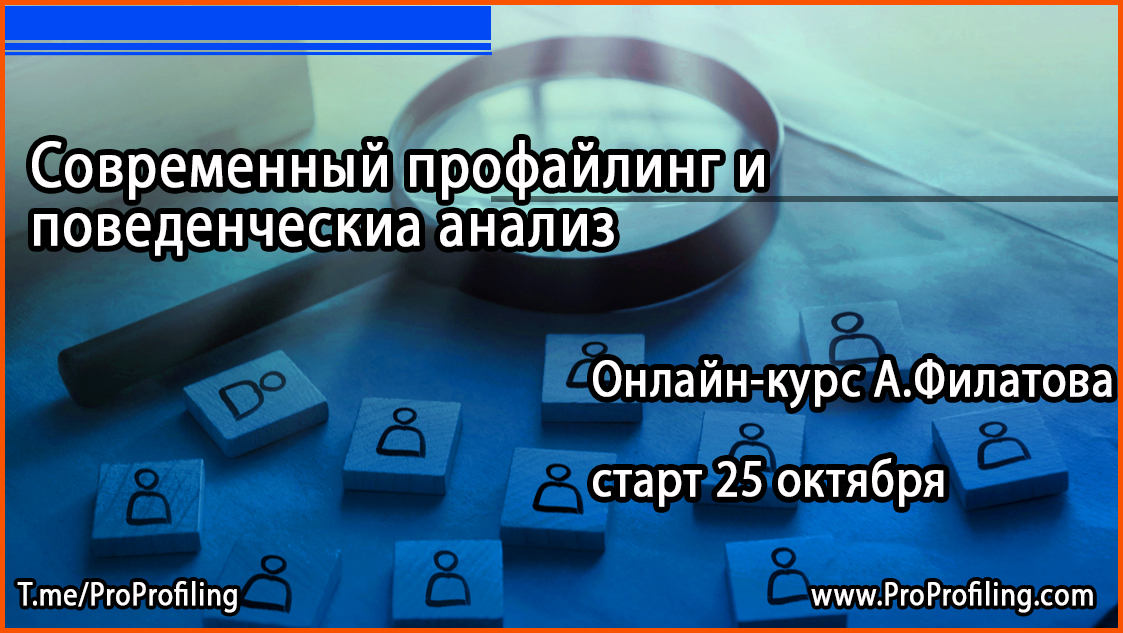 Современный профайлинг и
поведенческиа анализ
Онлайн-курс А.Филатова
старт 25 октября
T.me/ProProfiling
www.ProProfiling.com